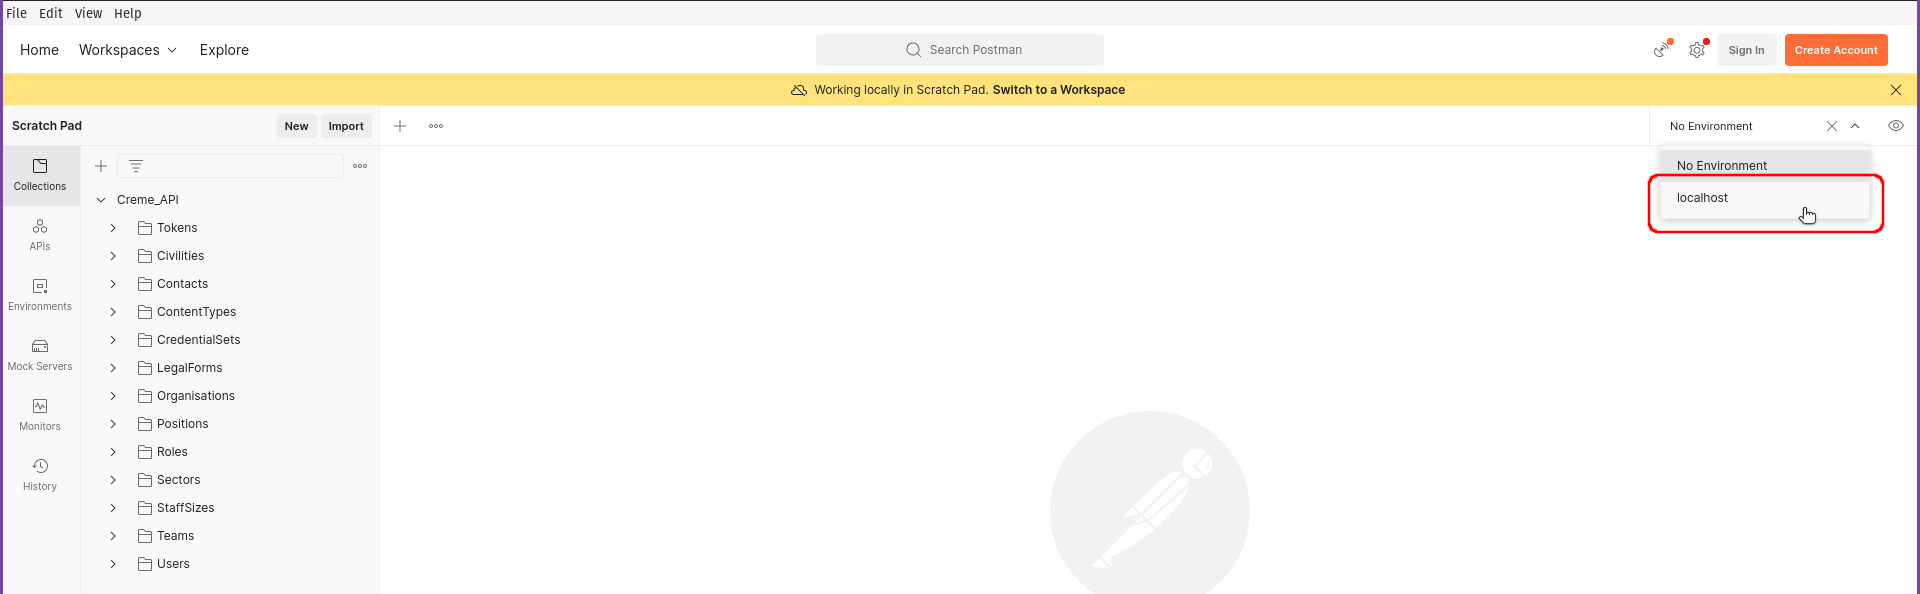 File Edit View Help
Home Workspaces Explore Search Postman Sign In Create Account
Working locally in Scratch Pad. Switch to a Workspace
Scratch Pad New Import No Environment
Collections
APIs
Environments
Mock Servers
Monitors
History
Creme_API
Tokens
Civilities
Contacts
ContentTypes
CredentialSets
LegalForms
Organisations
Positions
Roles
Sectors
StaffSizes
Teams
Users
No Environment
localhost